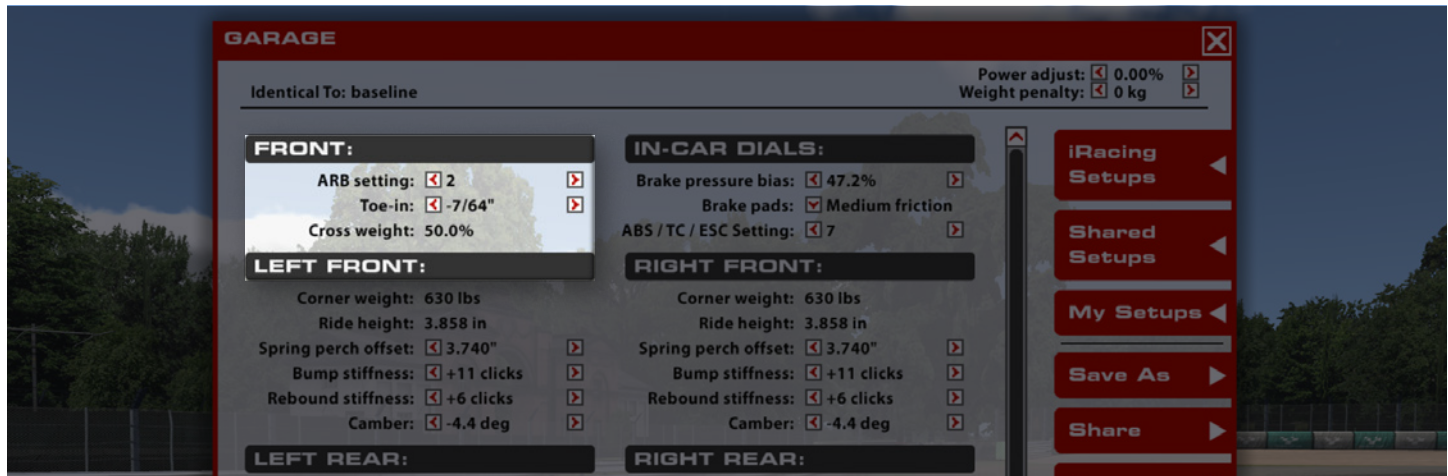 GARAGE
Identical To: baseline
Power adjust: 0.00%
Weight penalty: 0 kg
FRONT:
ARB setting: 2
Toe-in: -7/64"
Cross weight: 50.0%
IN-CAR DIALS:
Brake pressure bias: 47.2%
Brake pads: Medium friction
ABS / TC / ESC Setting: 7
LEFT FRONT:
Corner weight: 630 lbs
Ride height: 3.858 in
Spring perch offset: 3.740"
Bump stiffness: +11 clicks
Rebound stiffness: +6 clicks
Camber: -4.4 deg
RIGHT FRONT:
Corner weight: 630 lbs
Ride height: 3.858 in
Spring perch offset: 3.740"
Bump stiffness: +11 clicks
Rebound stiffness: +6 clicks
Camber: -4.4 deg
LEFT REAR:
RIGHT REAR:
iRacing
Setups
Shared
Setups
My Setups
Save As
Share